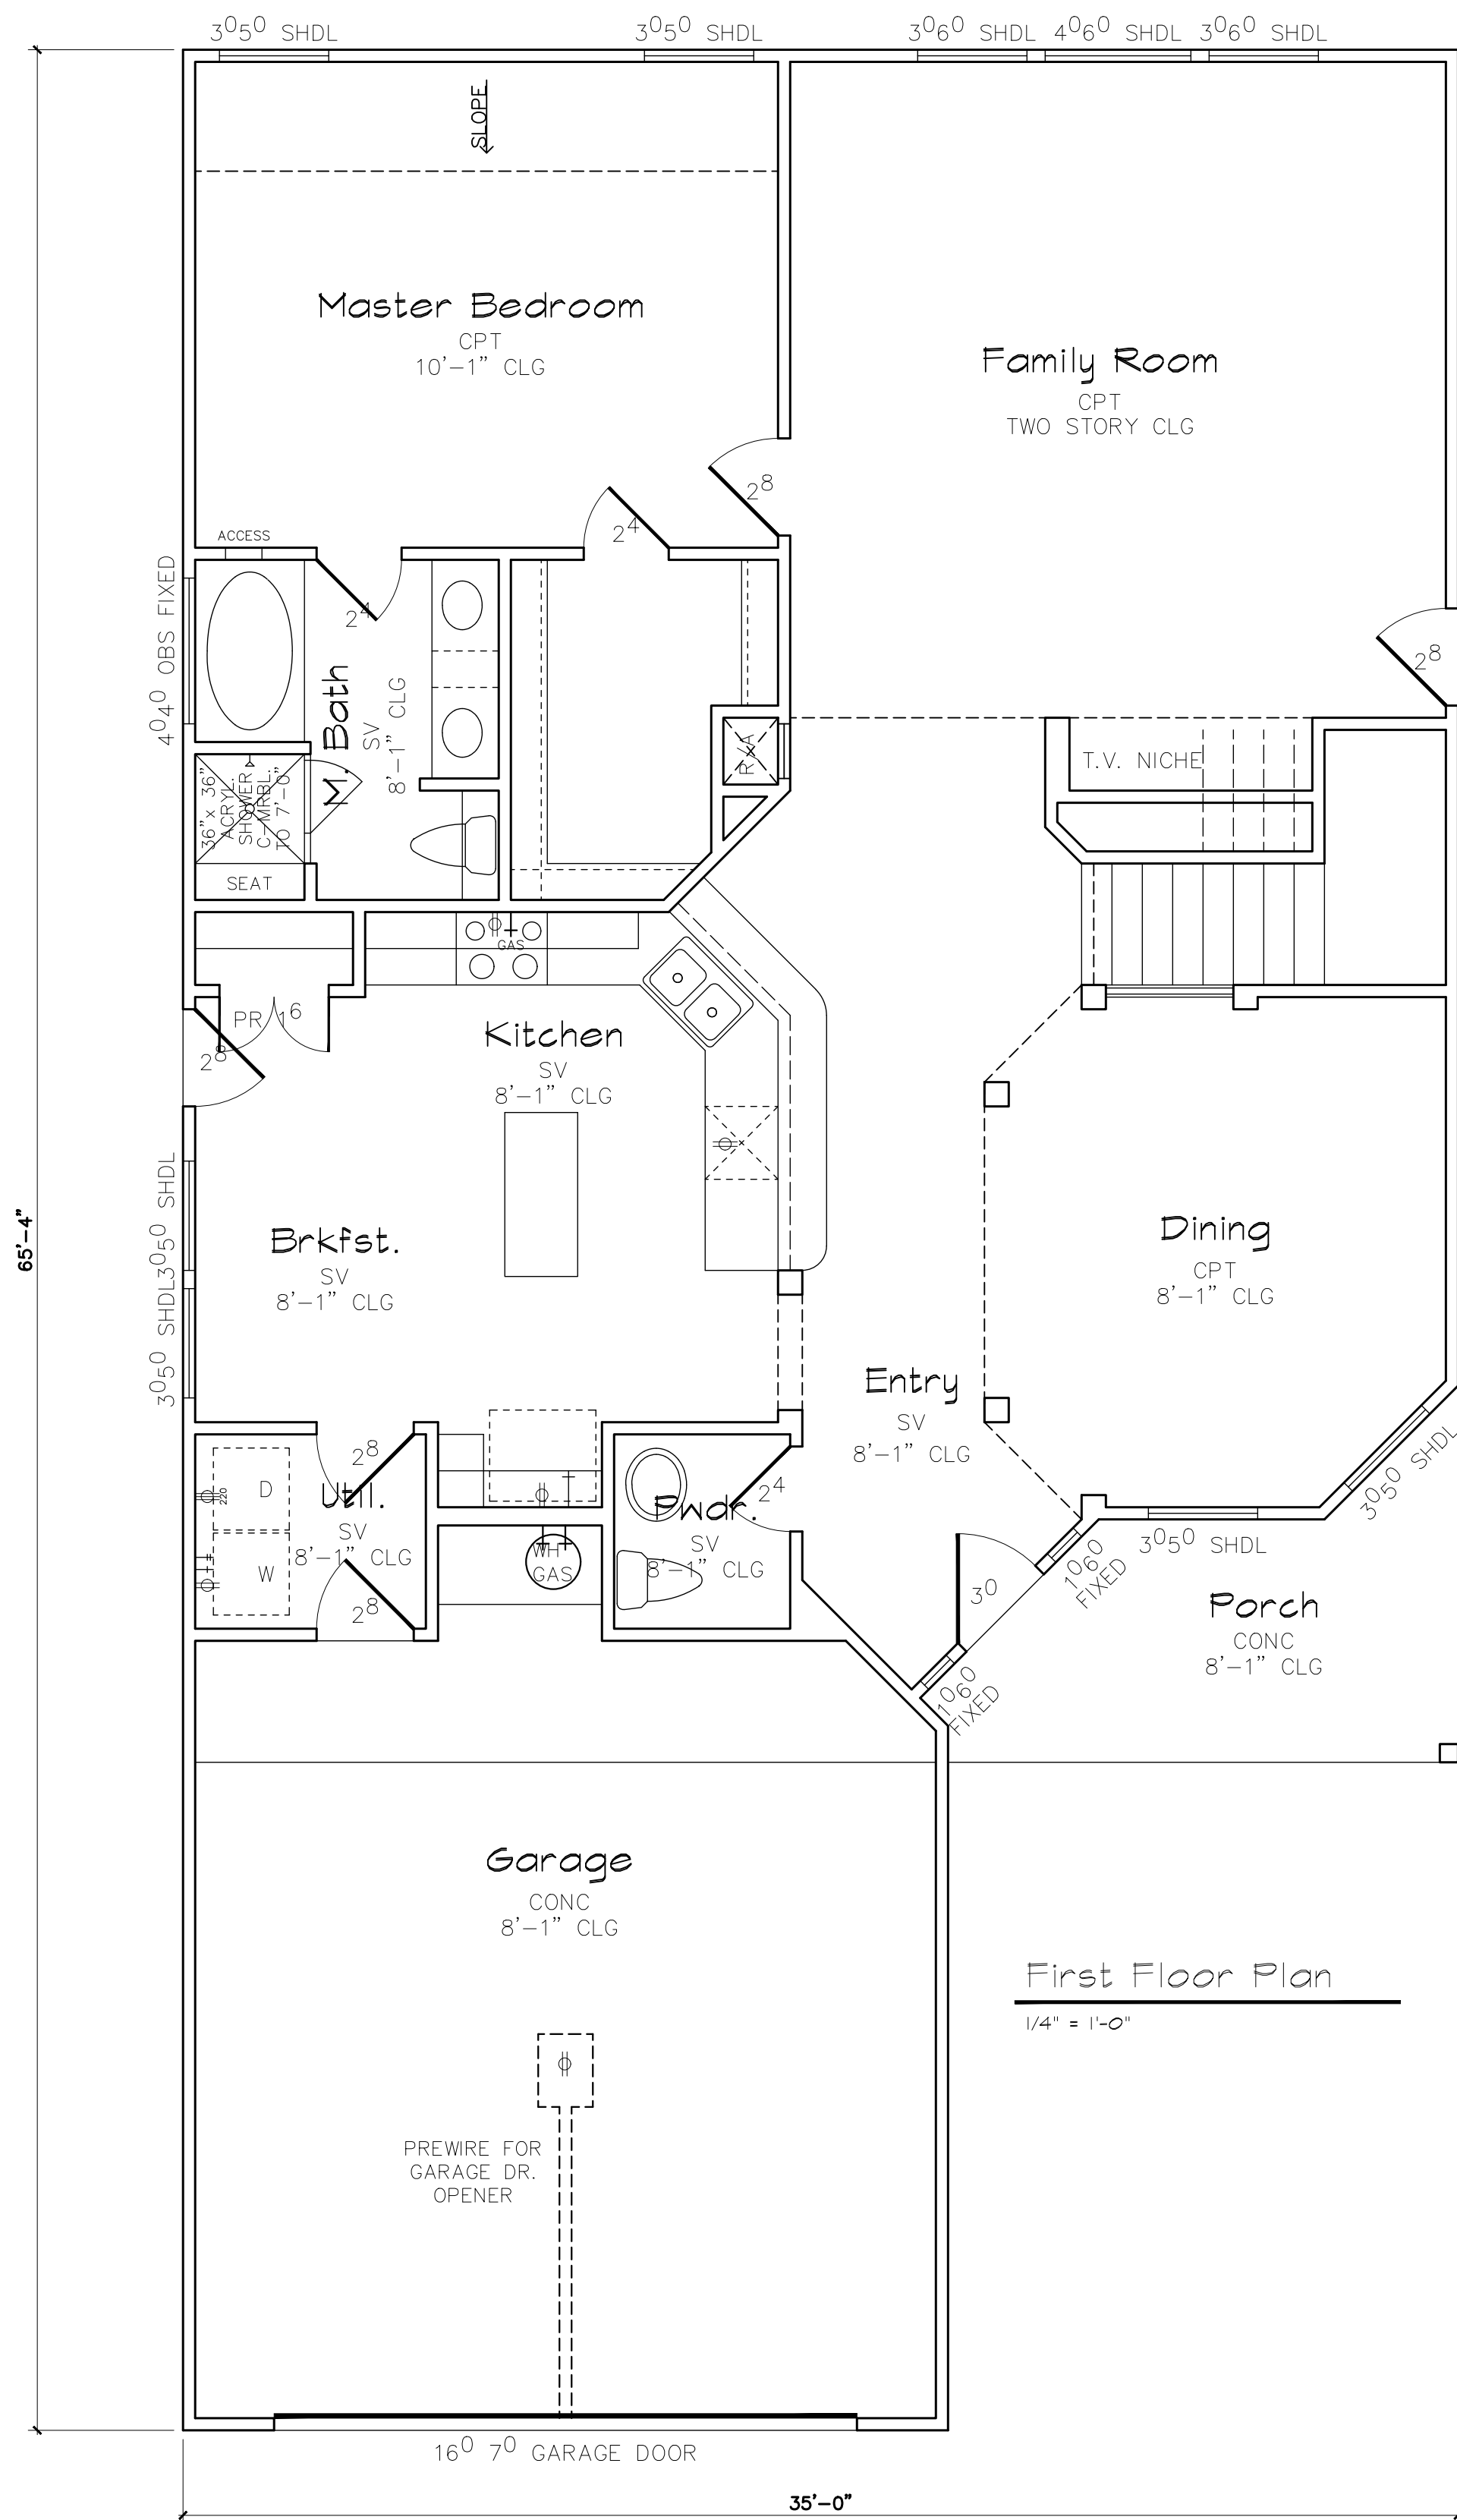 3⁰5⁰ SHDL
3⁰5⁰ SHDL
3⁰6⁰ SHDL
4⁰6⁰ SHDL
3⁰6⁰ SHDL
SLOPE
Master Bedroom
CPT
10'-1" CLG
Family Room
CPT
TWO STORY CLG
2⁸
2⁴
ACCESS
4⁰4⁰ OBS FIXED
2⁴
2⁸
M. Bath
SV
8'-1" CLG
R/A
T.V. NICHE
36"x 36"
ACRYL.
SHOWER
C-MRBL.
TO 7'-0"
SEAT
GAS
PR 1⁶
2⁸
Kitchen
SV
8'-1" CLG
3⁰5⁰ SHDL
3⁰5⁰ SHDL
65'-4"
Brkfst.
SV
8'-1" CLG
Dining
CPT
8'-1" CLG
Entry
SV
8'-1" CLG
3⁰5⁰ SHDL
2⁸
D
220
Util.
SV
8'-1" CLG
W
2⁸
WH
GAS
Pwdr.
SV
8'-1" CLG
2⁴
3⁰
1⁰6⁰
FIXED
3⁰5⁰ SHDL
Porch
CONC
8'-1" CLG
1⁰6⁰
FIXED
Garage
CONC
8'-1" CLG
First Floor Plan
1/4" = 1'-0"
PREWIRE FOR
GARAGE DR.
OPENER
16⁰ 7⁰ GARAGE DOOR
35'-0"